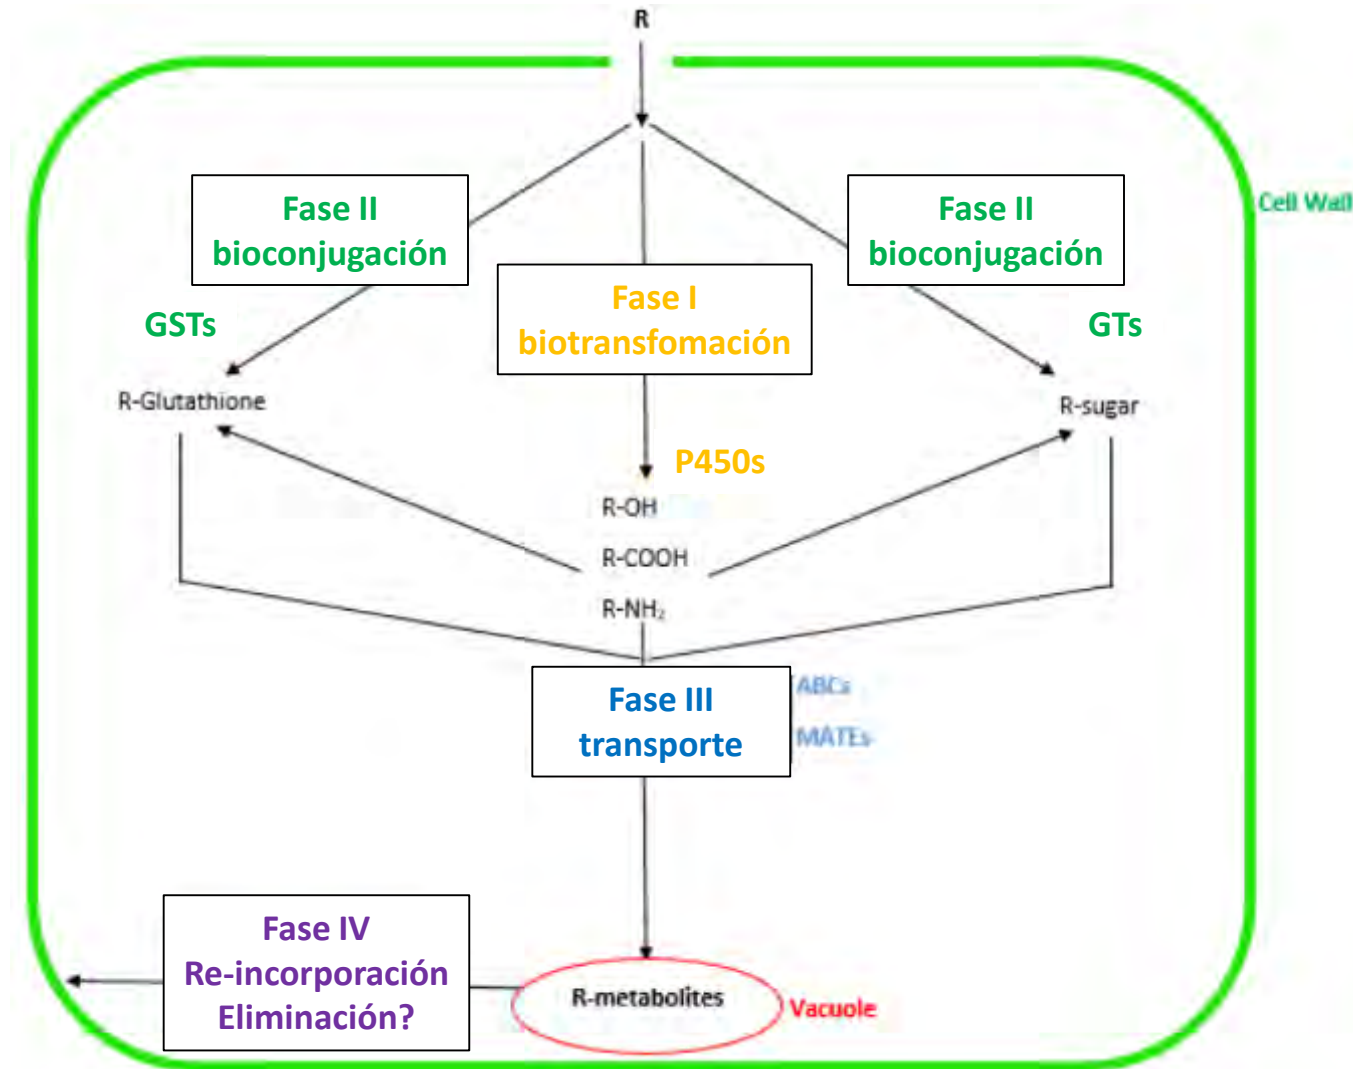 R
Cell Wall
Fase II
bioconjugación
Fase II
bioconjugación
Fase I
biotransfomación
GSTs
GTs
R-Glutathione
R-sugar
P450s
R-OH
R-COOH
R-NH₂
Fase III
transporte
ABCs
MATEs
Fase IV
Re-incorporación
Eliminación?
R-metabolites
Vacuole